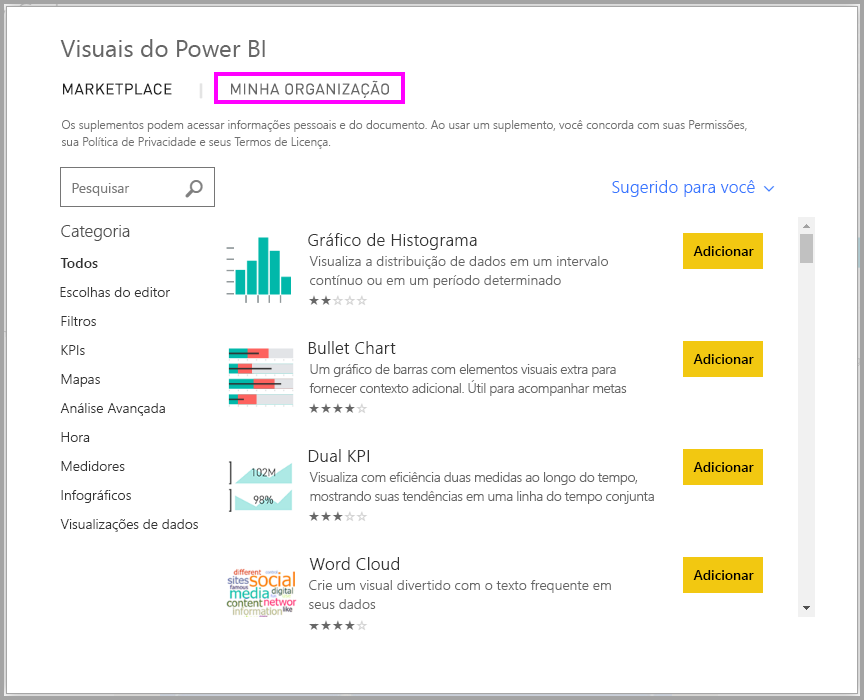 Visuais do Power BI
MARKETPLACE | MINHA ORGANIZAÇÃO
Os suplementos podem acessar informações pessoais e do documento. Ao usar um suplemento, você concorda com suas Permissões,
sua Política de Privacidade e seus Termos de Licença.
Pesquisar
Sugerido para você
Categoria
Todos
Escolhas do editor
Filtros
KPIs
Mapas
Análise Avançada
Hora
Medidores
Infográficos
Visualizações de dados
Gráfico de Histograma
Visualiza a distribuição de dados em um intervalo
contínuo ou em um período determinado
Adicionar
Bullet Chart
Um gráfico de barras com elementos visuais extra para
fornecer contexto adicional. Útil para acompanhar metas
Adicionar
102M
98%
Dual KPI
Visualiza com eficiência duas medidas ao longo do tempo,
mostrando suas tendências em uma linha do tempo conjunta
Adicionar
different
sites social
famous
media digital
content networ
information like
Word Cloud
Crie um visual divertido com o texto frequente em
seus dados
Adicionar